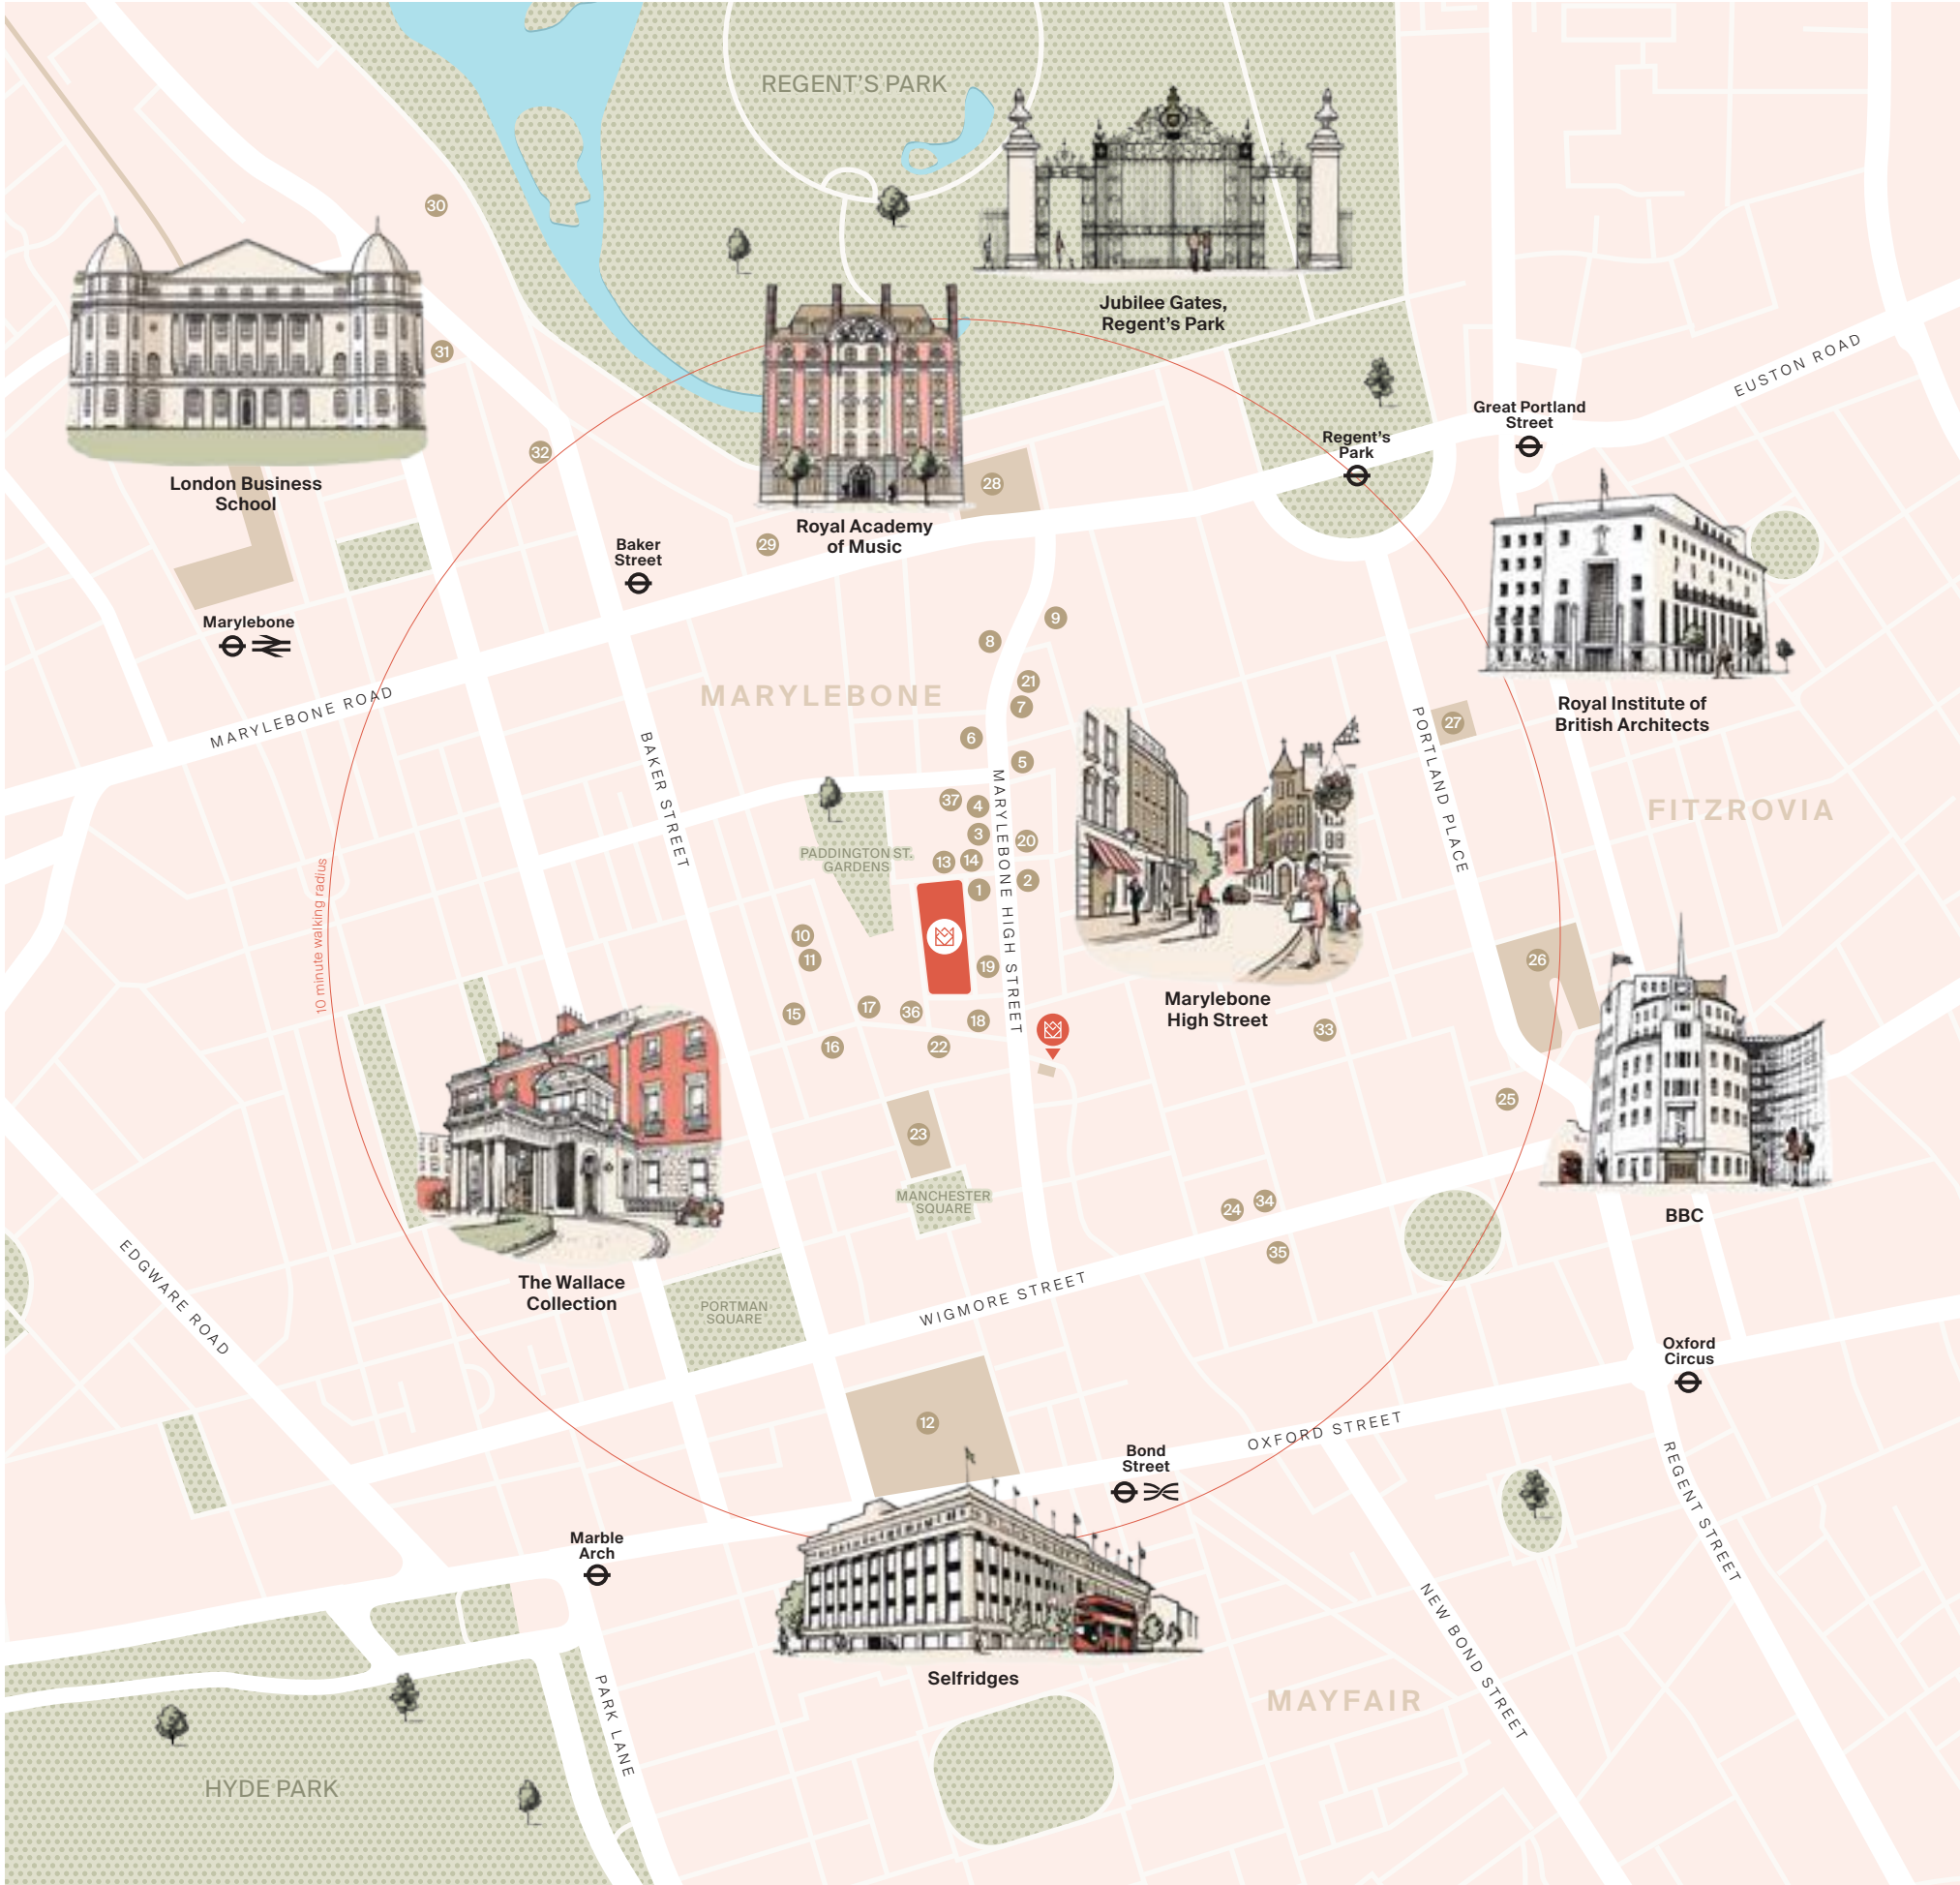 REGENT'S PARK
30
Jubilee Gates,
Regent's Park
31
EUSTON ROAD
Great Portland
Street
Regent's
Park
32
London Business
School
28
Royal Academy
of Music
29
Baker
Street
Marylebone
9
8
MARYLEBONE
21
7
MARYLEBONE ROAD
6
27
Royal Institute of
British Architects
5
BAKER STREET
PORTLAND PLACE
37
4
FITZROVIA
3
20
MARYLEBONE HIGH STREET
PADDINGTON ST.
GARDENS
13
14
1
2
10 minute walking radius
10
11
19
26
Marylebone
High Street
15
17
36
18
33
16
22
25
23
MANCHESTER
SQUARE
24
34
35
BBC
EDGWARE ROAD
The Wallace
Collection
WIGMORE STREET
PORTMAN
SQUARE
Oxford
Circus
12
OXFORD STREET
Bond
Street
REGENT STREET
Marble
Arch
NEW BOND STREET
Selfridges
MAYFAIR
PARK LANE
HYDE PARK